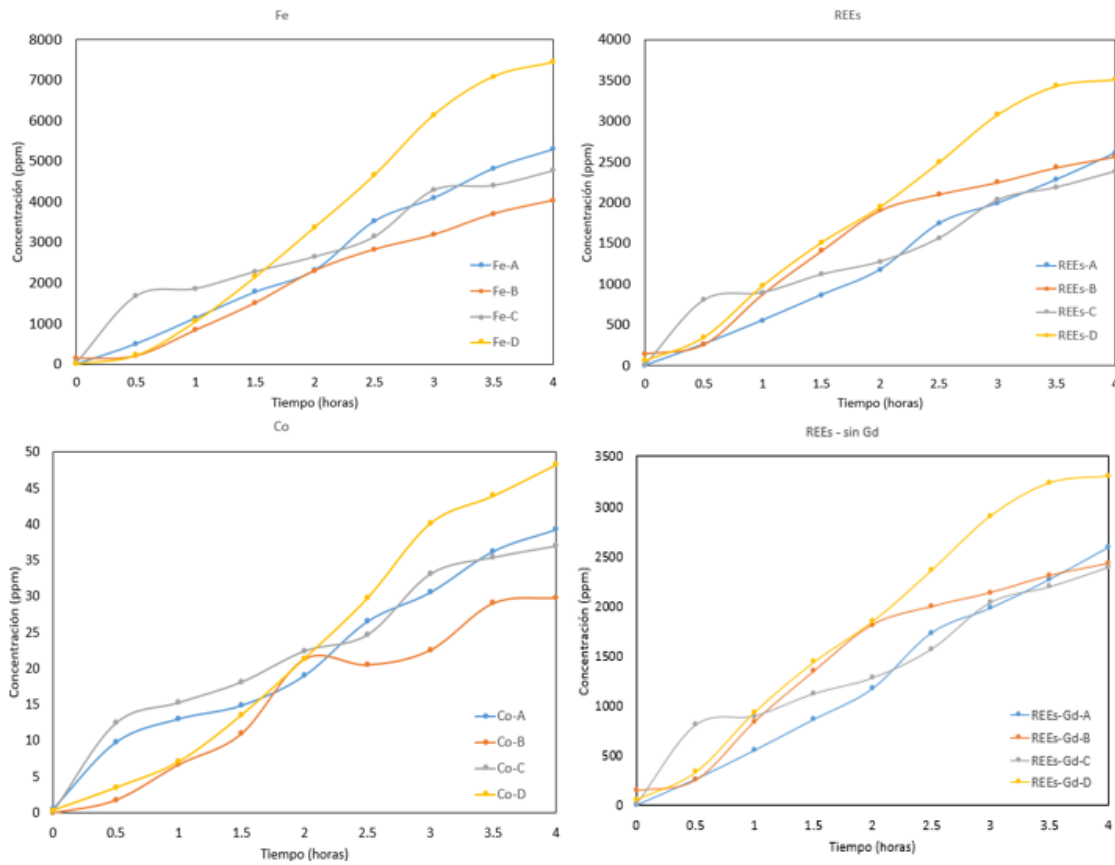 Fe
8000
7000
6000
5000
4000
3000
2000
1000
0
Concentración (ppm)
0 0.5 1 1.5 2 2.5 3 3.5 4
Tiempo (horas)
Fe-A
Fe-B
Fe-C
Fe-D
REEs
4000
3500
3000
2500
2000
1500
1000
500
0
Concentración (ppm)
0 0.5 1 1.5 2 2.5 3 3.5 4
Tiempo (horas)
REEs-A
REEs-B
REEs-C
REEs-D
Co
50
45
40
35
30
25
20
15
10
5
0
Concentración (ppm)
0 0.5 1 1.5 2 2.5 3 3.5 4
Tiempo (horas)
Co-A
Co-B
Co-C
Co-D
REEs - sin Gd
3500
3000
2500
2000
1500
1000
500
0
Concentración (ppm)
0 0.5 1 1.5 2 2.5 3 3.5 4
Tiempo (horas)
REEs-Gd-A
REEs-Gd-B
REEs-Gd-C
REEs-Gd-D